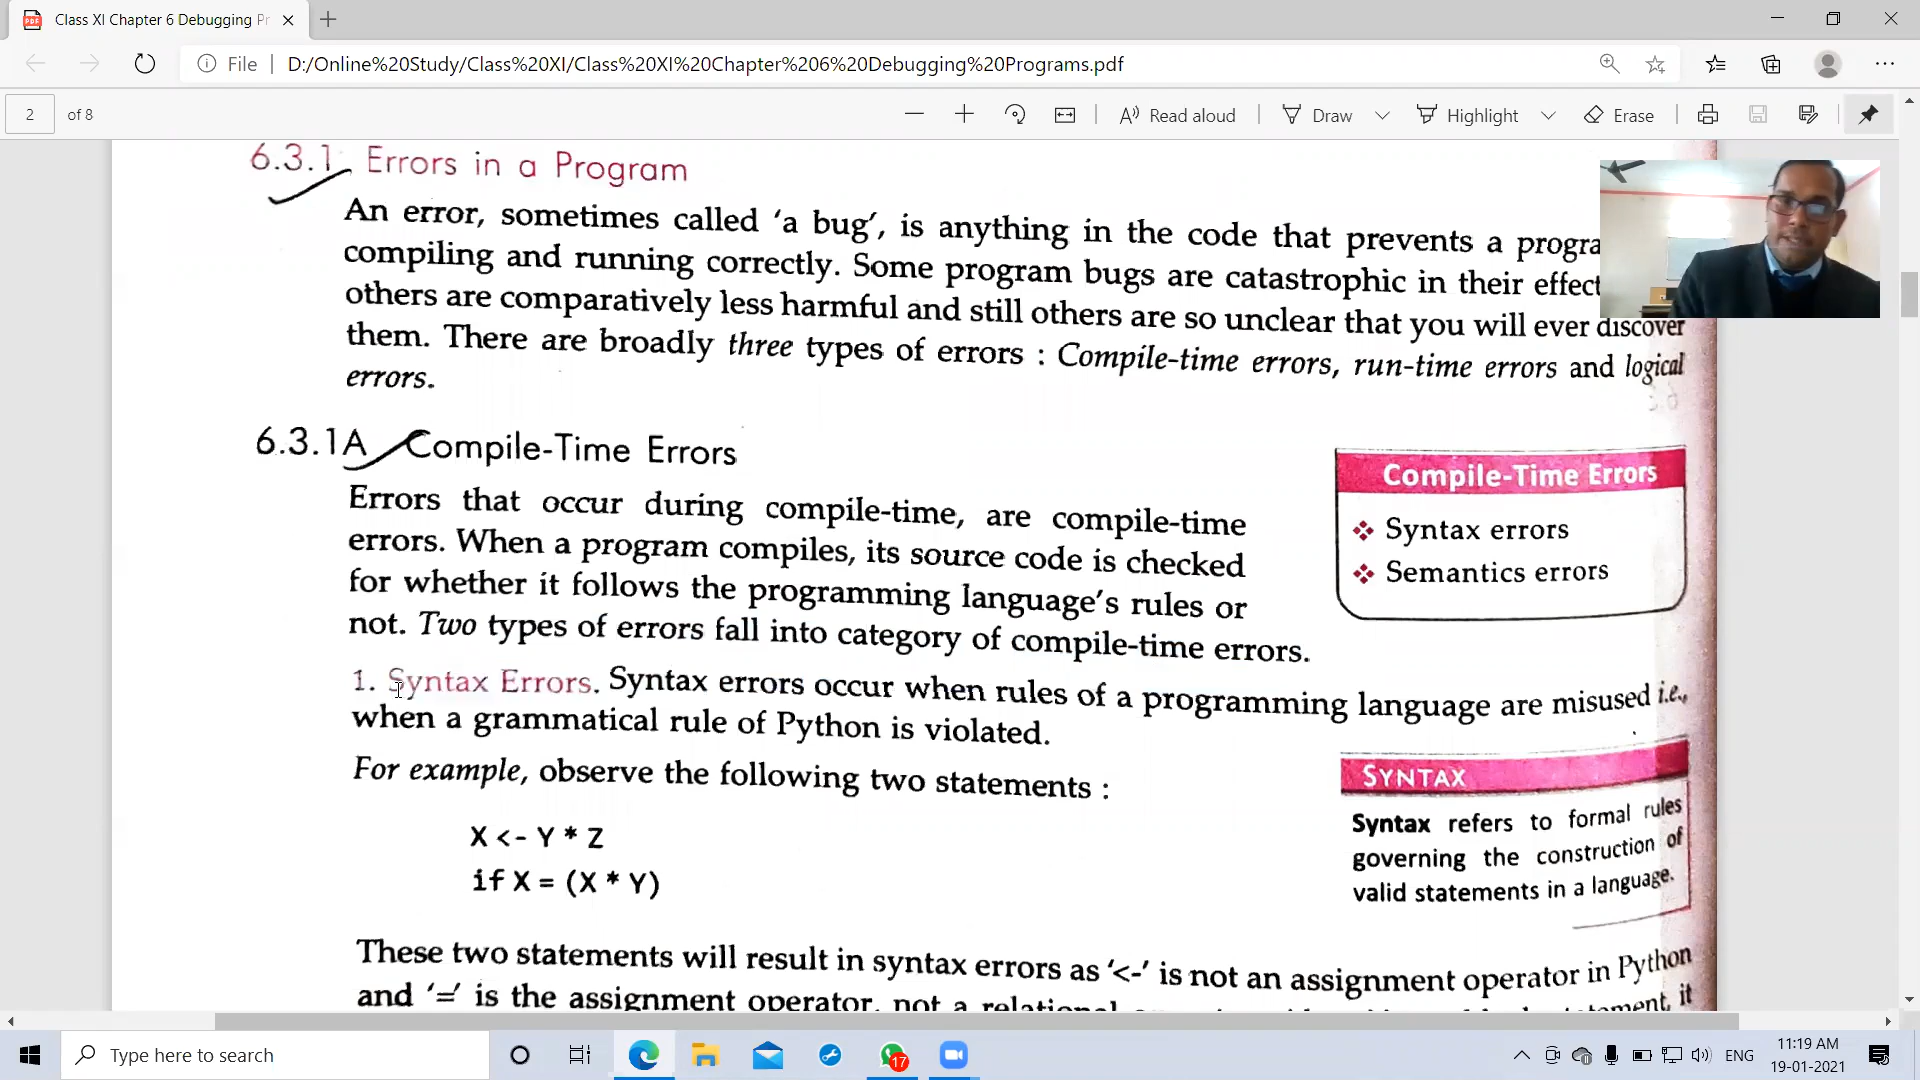 Class XI Chapter 6 Debugging Pr
File
D:/Online%20Study/Class%20XI/Class%20XI%20Chapter%206%20Debugging%20Programs.pdf
2 of 8
Read aloud
Draw
Highlight
Erase
6.3.1 Errors in a Program
An error, sometimes called 'a bug', is anything in the code that prevents a progra
compiling and running correctly. Some program bugs are catastrophic in their effect
others are comparatively less harmful and still others are so unclear that you will ever discover
them. There are broadly three types of errors : Compile-time errors, run-time errors and logical
errors.
6.3.1A Compile-Time Errors
Errors that occur during compile-time, are compile-time
errors. When a program compiles, its source code is checked
for whether it follows the programming language's rules or
not. Two types of errors fall into category of compile-time errors.
Compile-Time Errors
❖ Syntax errors
❖ Semantics errors
1. Syntax Errors. Syntax errors occur when rules of a programming language are misused i.e.,
when a grammatical rule of Python is violated.
For example, observe the following two statements :
X <- Y * Z
if X = (X * Y)
SYNTAX
Syntax refers to formal rules
governing the construction of
valid statements in a language.
These two statements will result in syntax errors as '<-' is not an assignment operator in Python
and '=' is the assignment operator, not a relational
Type here to search
17
ENG
11:19 AM
19-01-2021